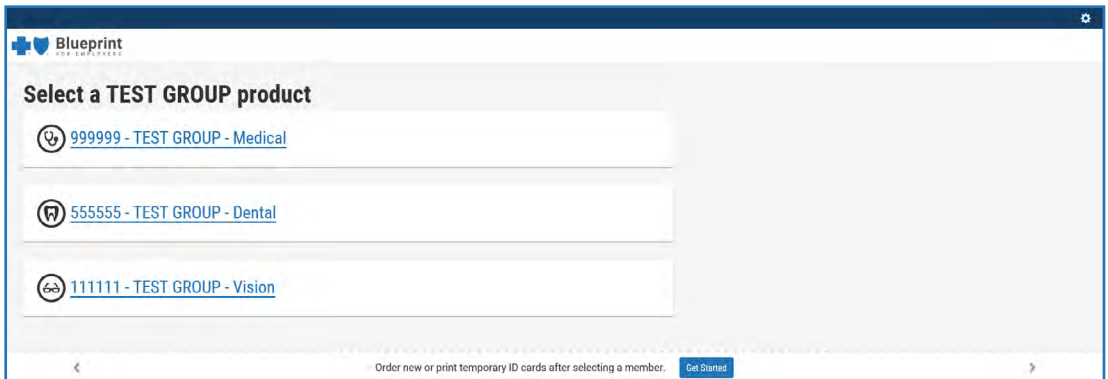 Blueprint
FOR EMPLOYERS
Select a TEST GROUP product
999999 - TEST GROUP - Medical
555555 - TEST GROUP - Dental
111111 - TEST GROUP - Vision
Order new or print temporary ID cards after selecting a member. Get Started